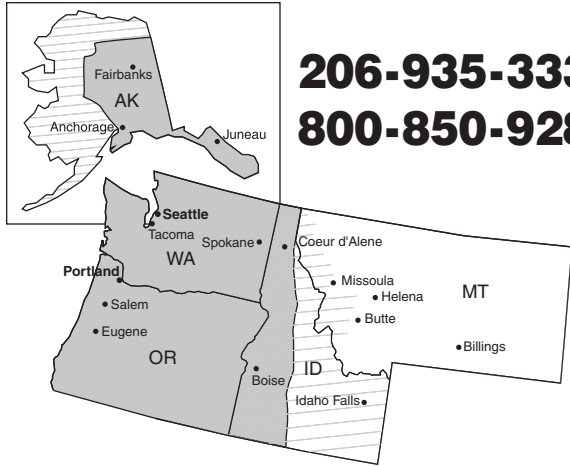 206-935-333
800-850-928
Fairbanks
AK
Anchorage
Juneau
Seattle
Tacoma
Spokane
Coeur d'Alene
WA
Portland
Missoula
Helena
MT
Salem
Butte
Eugene
Billings
OR
ID
Boise
Idaho Falls